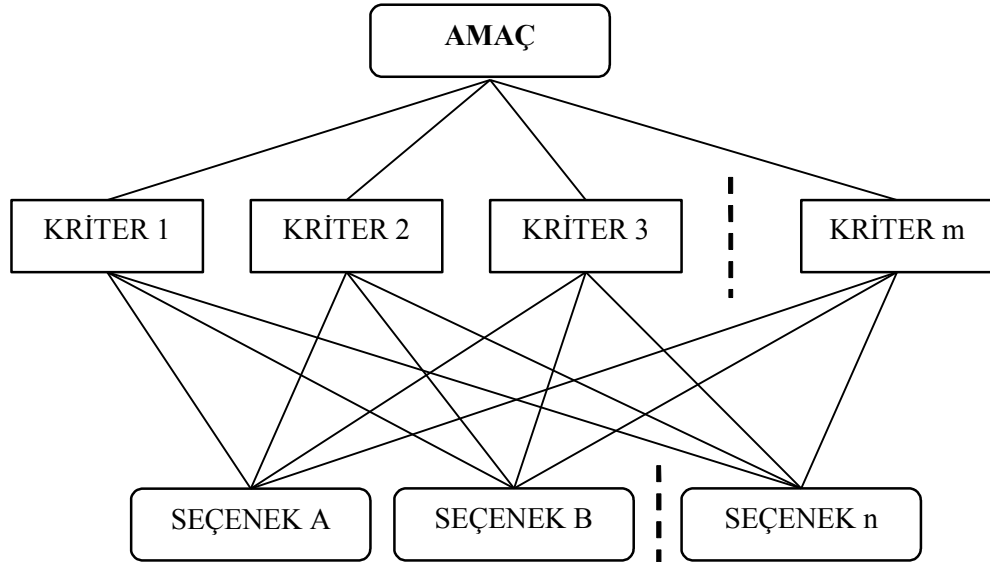 AMAÇ
KRİTER 1
KRİTER 2
KRİTER 3
KRİTER m
SEÇENEK A
SEÇENEK B
SEÇENEK n